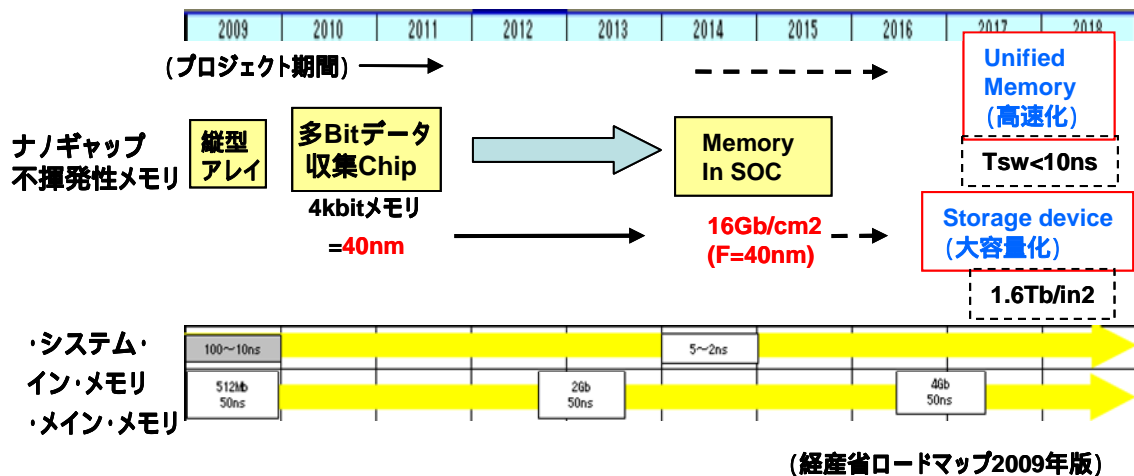 2009 2010 2011 2012 2013 2014 2015 2016 2017 2018
(プロジェクト期間)
Unified
Memory
(高速化)
Tsw<10ns
ナノギャップ
不揮発性メモリ
縦型
アレイ
多Bitデータ
収集Chip
4kbitメモリ
=40nm
Memory
In SOC
16Gb/cm2
(F=40nm)
Storage device
(大容量化)
1.6Tb/in2
・システム・
イン・メモリ
・メイン・メモリ
100～10ns
5～2ns
512Mb
50ns
2Gb
50ns
4Gb
50ns
(経産省ロードマップ2009年版)